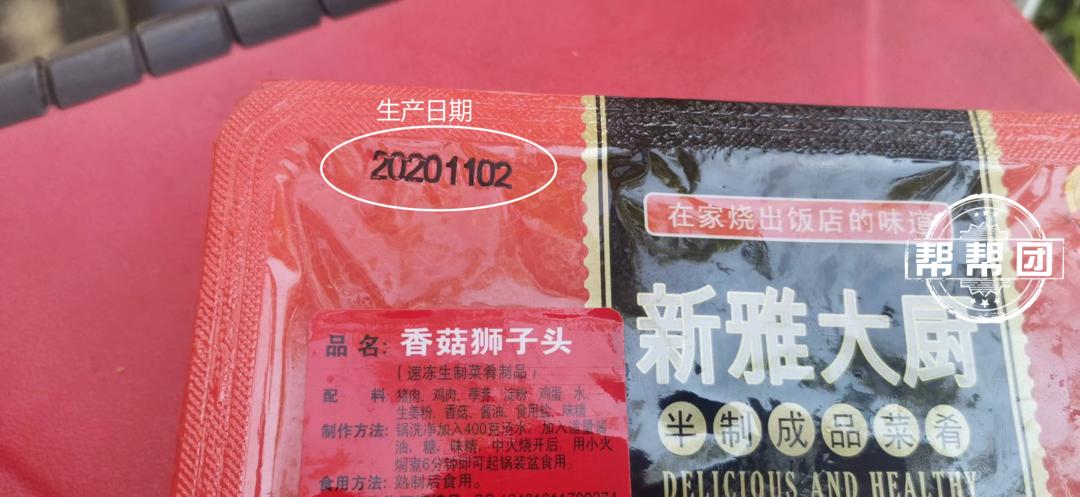 生产日期
20201102
在家烧出饭店的味道
帮帮团
新雅大厨
半制成品菜肴
DELICIOUS AND HEALTHY
品 名: 香菇狮子头
(速冻生制菜肴制品)
配 料 猪肉、鸡肉、荸荠、淀粉、鸡蛋、水、
生姜粉、香菇、酱油、食用盐、味精
制作方法: 锅洗净加入400克汤水，加入适量酱
油、糖、味精，中火烧开后，用小火
焖煮6分钟即可起锅装盆食用。
食用方法: 熟制后食用。